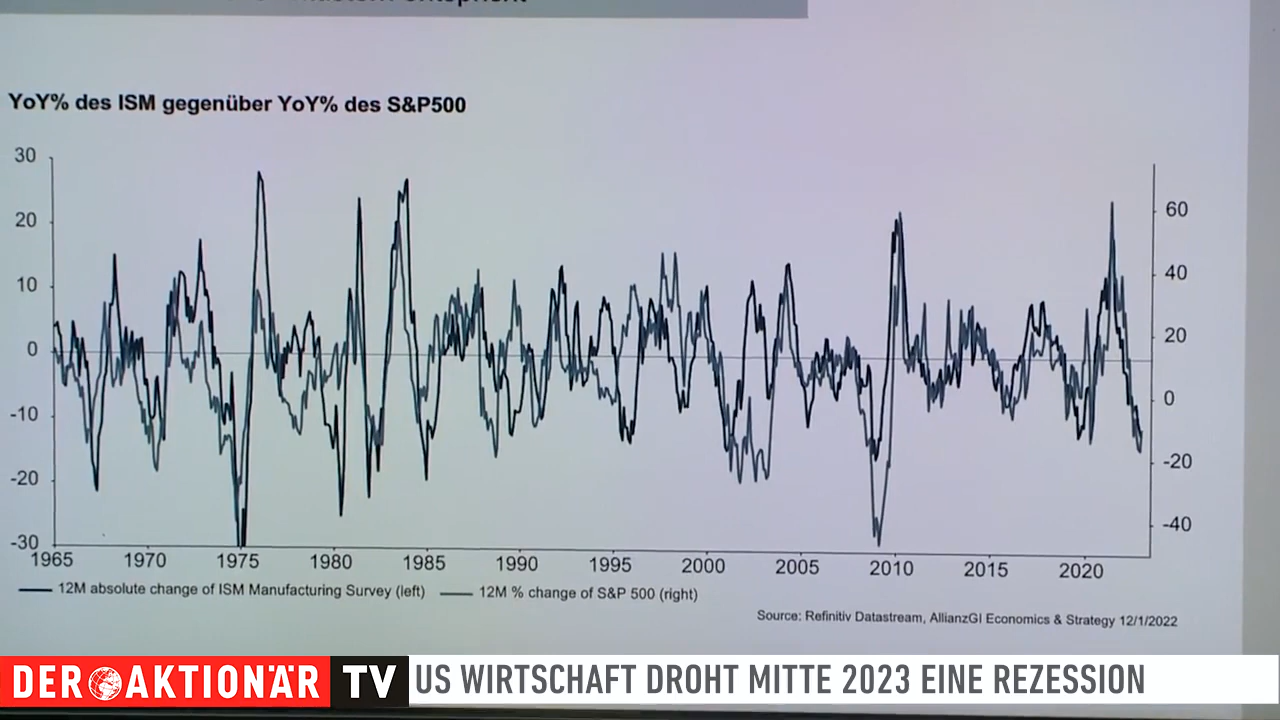 YoY% des ISM gegenüber YoY% des S&P500
30
20
10
0
-10
-20
-30
60
40
20
0
-20
-40
1965 1970 1975 1980 1985 1990 1995 2000 2005 2010 2015 2020
12M absolute change of ISM Manufacturing Survey (left) 12M % change of S&P 500 (right)
Source: Refinitiv Datastream, AllianzGI Economics & Strategy 12/1/2022
DER AKTIONÄR TV US WIRTSCHAFT DROHT MITTE 2023 EINE REZESSION